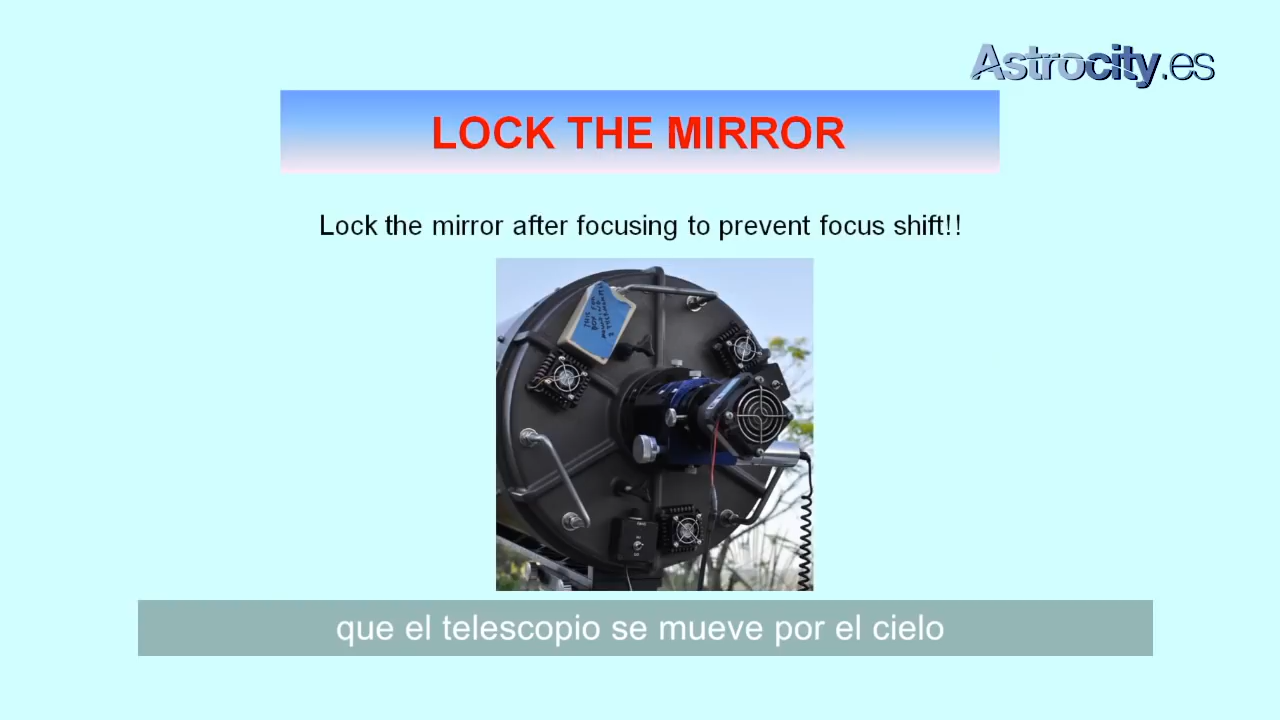 Astrocity.es
LOCK THE MIRROR
Lock the mirror after focusing to prevent focus shift!!
que el telescopio se mueve por el cielo